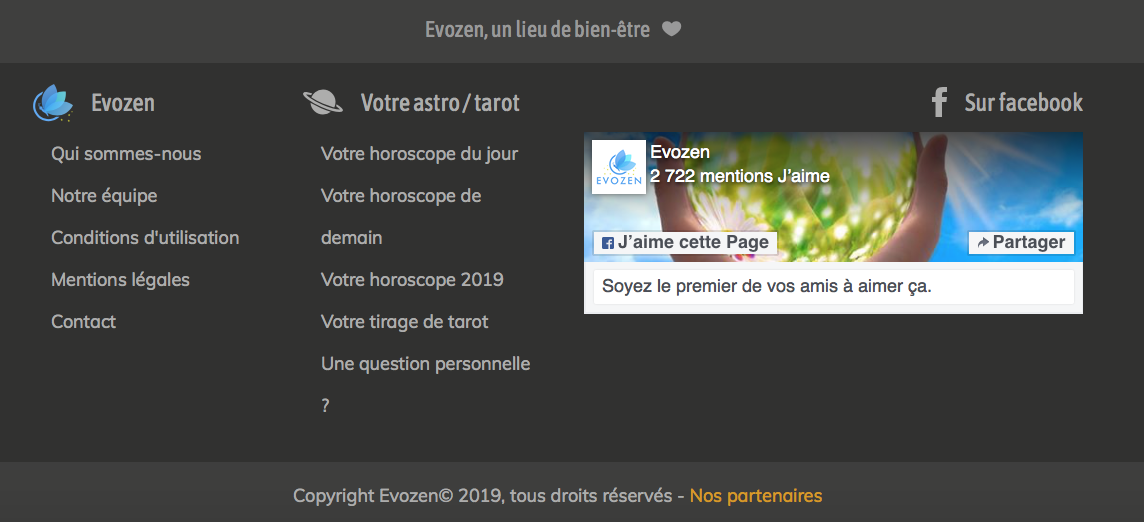 Evozen, un lieu de bien-être
Evozen
Qui sommes-nous
Notre équipe
Conditions d'utilisation
Mentions légales
Contact
Votre astro / tarot
Votre horoscope du jour
Votre horoscope de
demain
Votre horoscope 2019
Votre tirage de tarot
Une question personnelle
?
Sur facebook
EVOZEN
Evozen
2 722 mentions J’aime
J’aime cette Page
Partager
Soyez le premier de vos amis à aimer ça.
Copyright Evozen© 2019, tous droits réservés - Nos partenaires